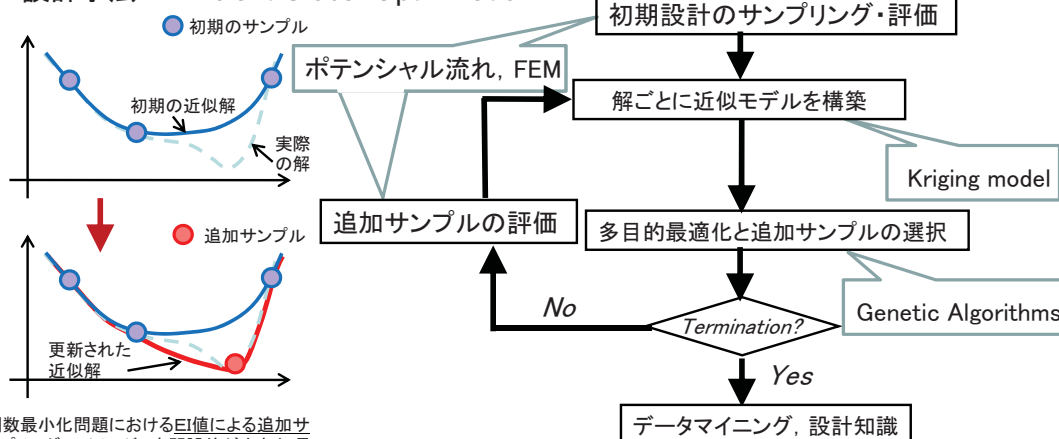 初期のサンプル
初期の近似解
実際
の解
追加サンプル
更新された
近似解
数最小化問題におけるEI値による追加サ
初期設計のサンプリング・評価
ポテンシャル流れ, FEM
解ごとに近似モデルを構築
Kriging model
追加サンプルの評価
多目的最適化と追加サンプルの選択
Genetic Algorithms
No
Termination?
Yes
データマイニング, 設計知識